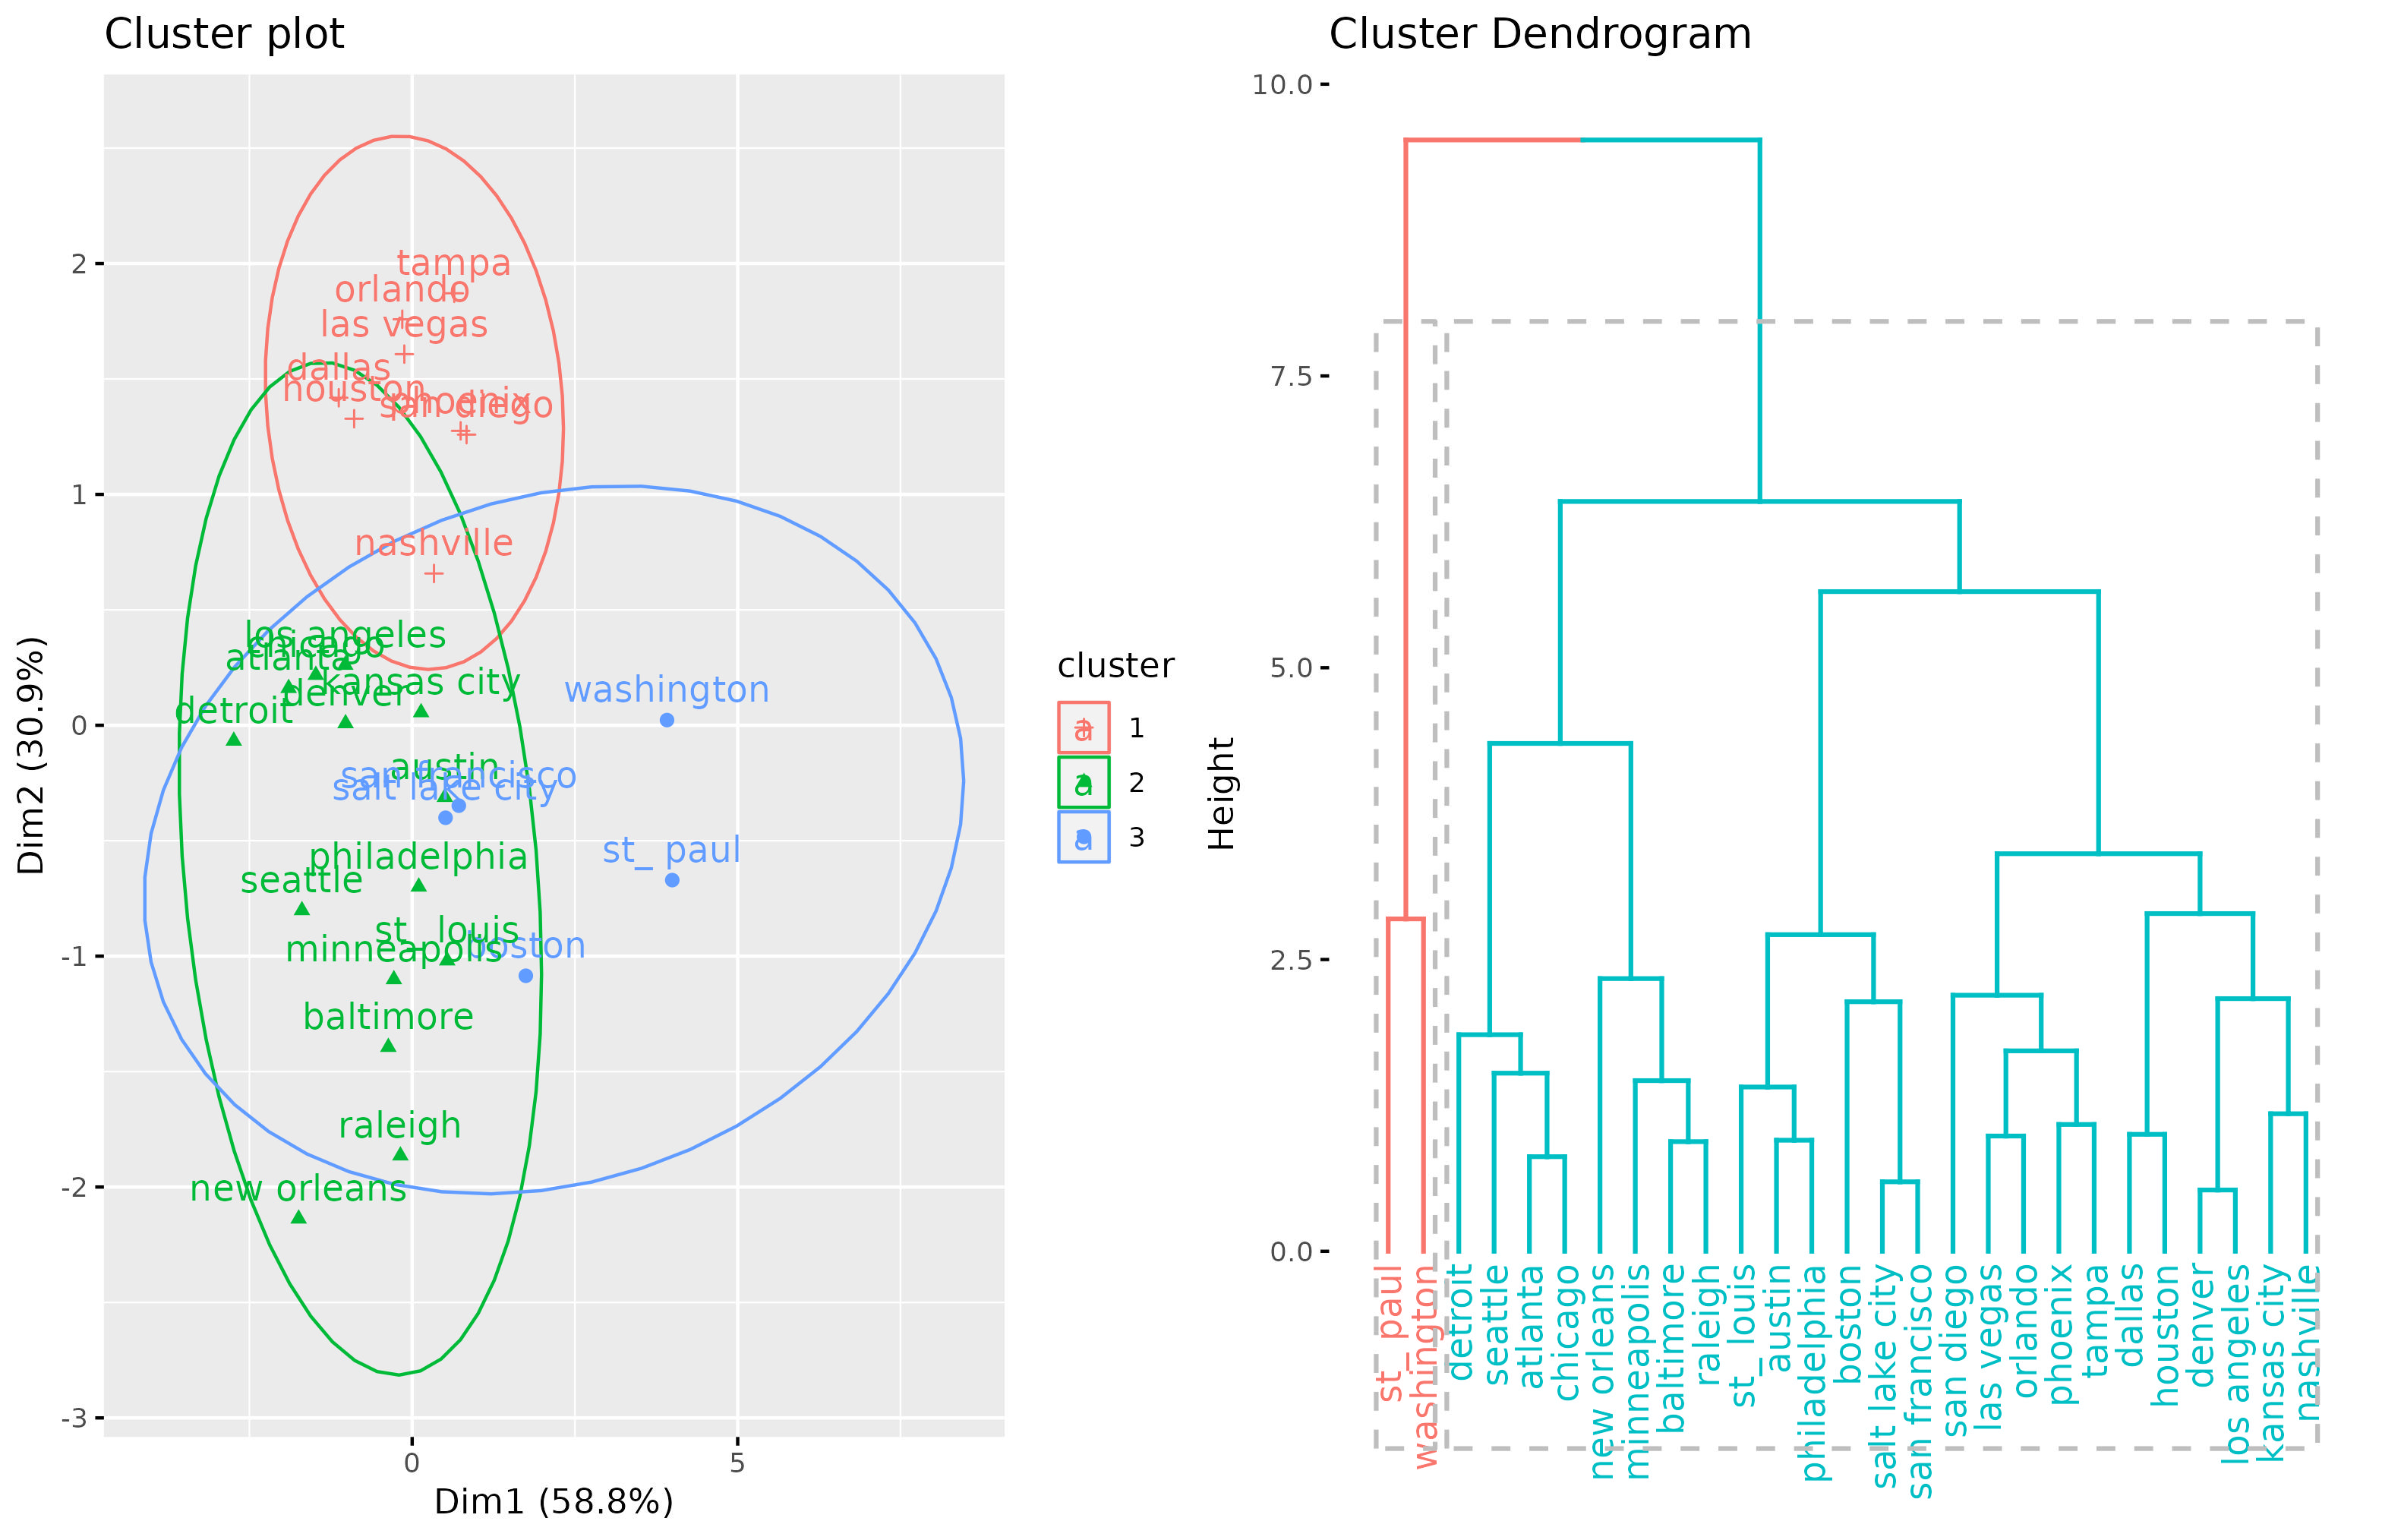 Cluster plot
Dim2 (30.9%)
2
1
0
-1
-2
-3
tampa
orlando
las vegas
dallas
houston
phoenix
san diego
nashville
los angeles
chicago
atlanta
kansas city
denver
detroit
washington
austin
san francisco
salt lake city
philadelphia
st_ paul
seattle
st_ louis
boston
minneapolis
baltimore
raleigh
new orleans
0
5
Dim1 (58.8%)
cluster
a 1
a 2
a 3
Cluster Dendrogram
Height
10.0
7.5
5.0
2.5
0.0
st_ paul
washington
detroit
seattle
atlanta
chicago
new orleans
minneapolis
baltimore
raleigh
st_ louis
austin
philadelphia
boston
salt lake city
san francisco
san diego
las vegas
orlando
phoenix
tampa
dallas
houston
denver
los angeles
kansas city
nashville